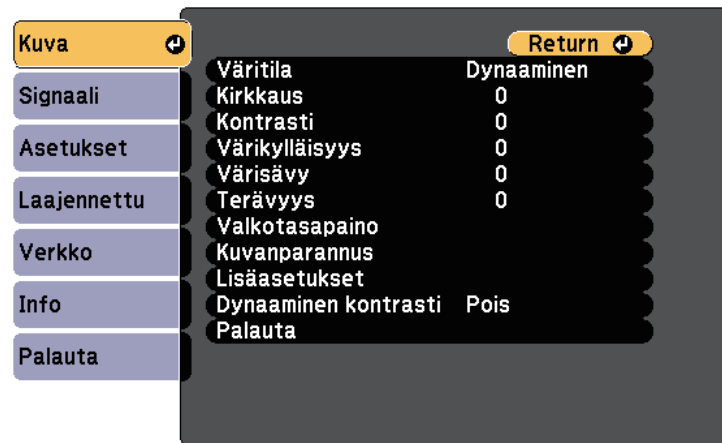 Kuva
Signaali
Asetukset
Laajennettu
Verkko
Info
Palauta
Return
Väritila Dynaaminen
Kirkkaus 0
Kontrasti 0
Värikylläisyys 0
Värisävy 0
Terävyys 0
Valkotasapaino
Kuvanparannus
Lisäasetukset
Dynaaminen kontrasti Pois
Palauta